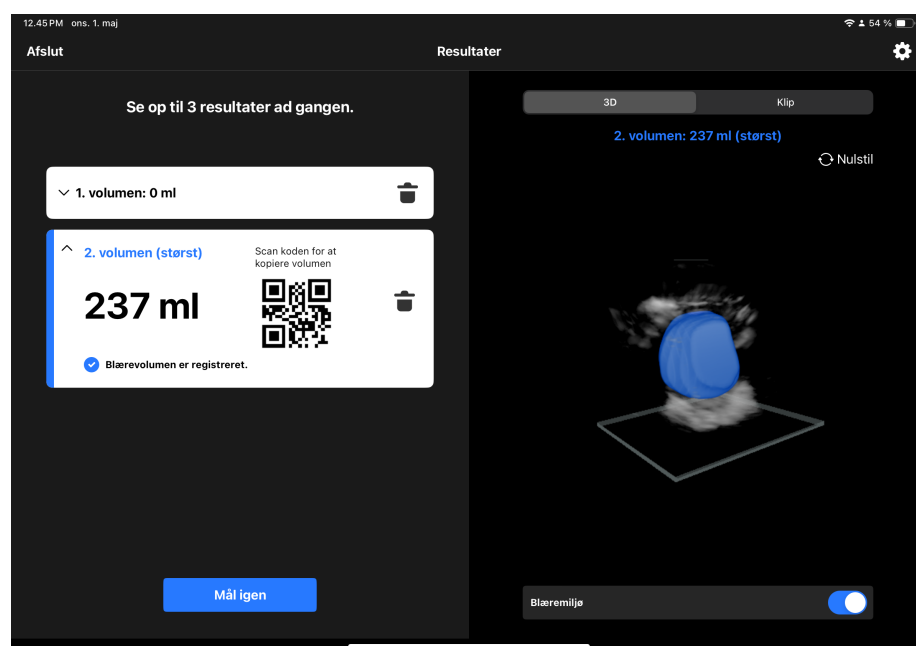 12.45 PM ons. 1. maj
54 %
Afslut
Resultater
Se op til 3 resultater ad gangen.
1. volumen: 0 ml
2. volumen (størst)
Scan koden for at
kopiere volumen
237 ml
Blærevolumen er registreret.
Mål igen
3D
Klip
2. volumen: 237 ml (størst)
Nulstil
Blæremiljø